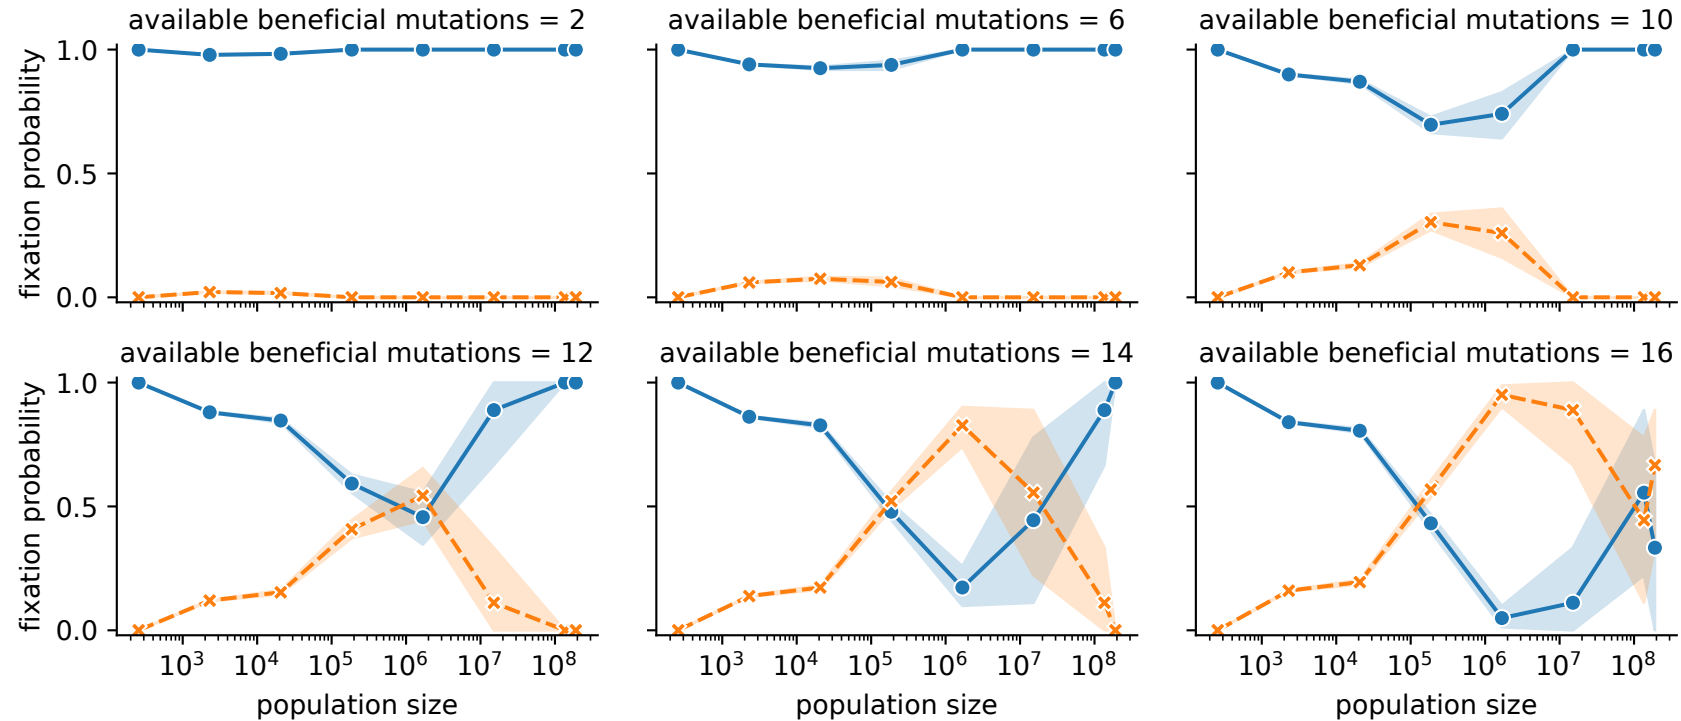 available beneficial mutations = 2
available beneficial mutations = 6
available beneficial mutations = 10
fixation probability
1.0
0.5
0.0
available beneficial mutations = 12
available beneficial mutations = 14
available beneficial mutations = 16
fixation probability
1.0
0.5
0.0
10³ 10⁴ 10⁵ 10⁶ 10⁷ 10⁸
10³ 10⁴ 10⁵ 10⁶ 10⁷ 10⁸
10³ 10⁴ 10⁵ 10⁶ 10⁷ 10⁸
population size
population size
population size